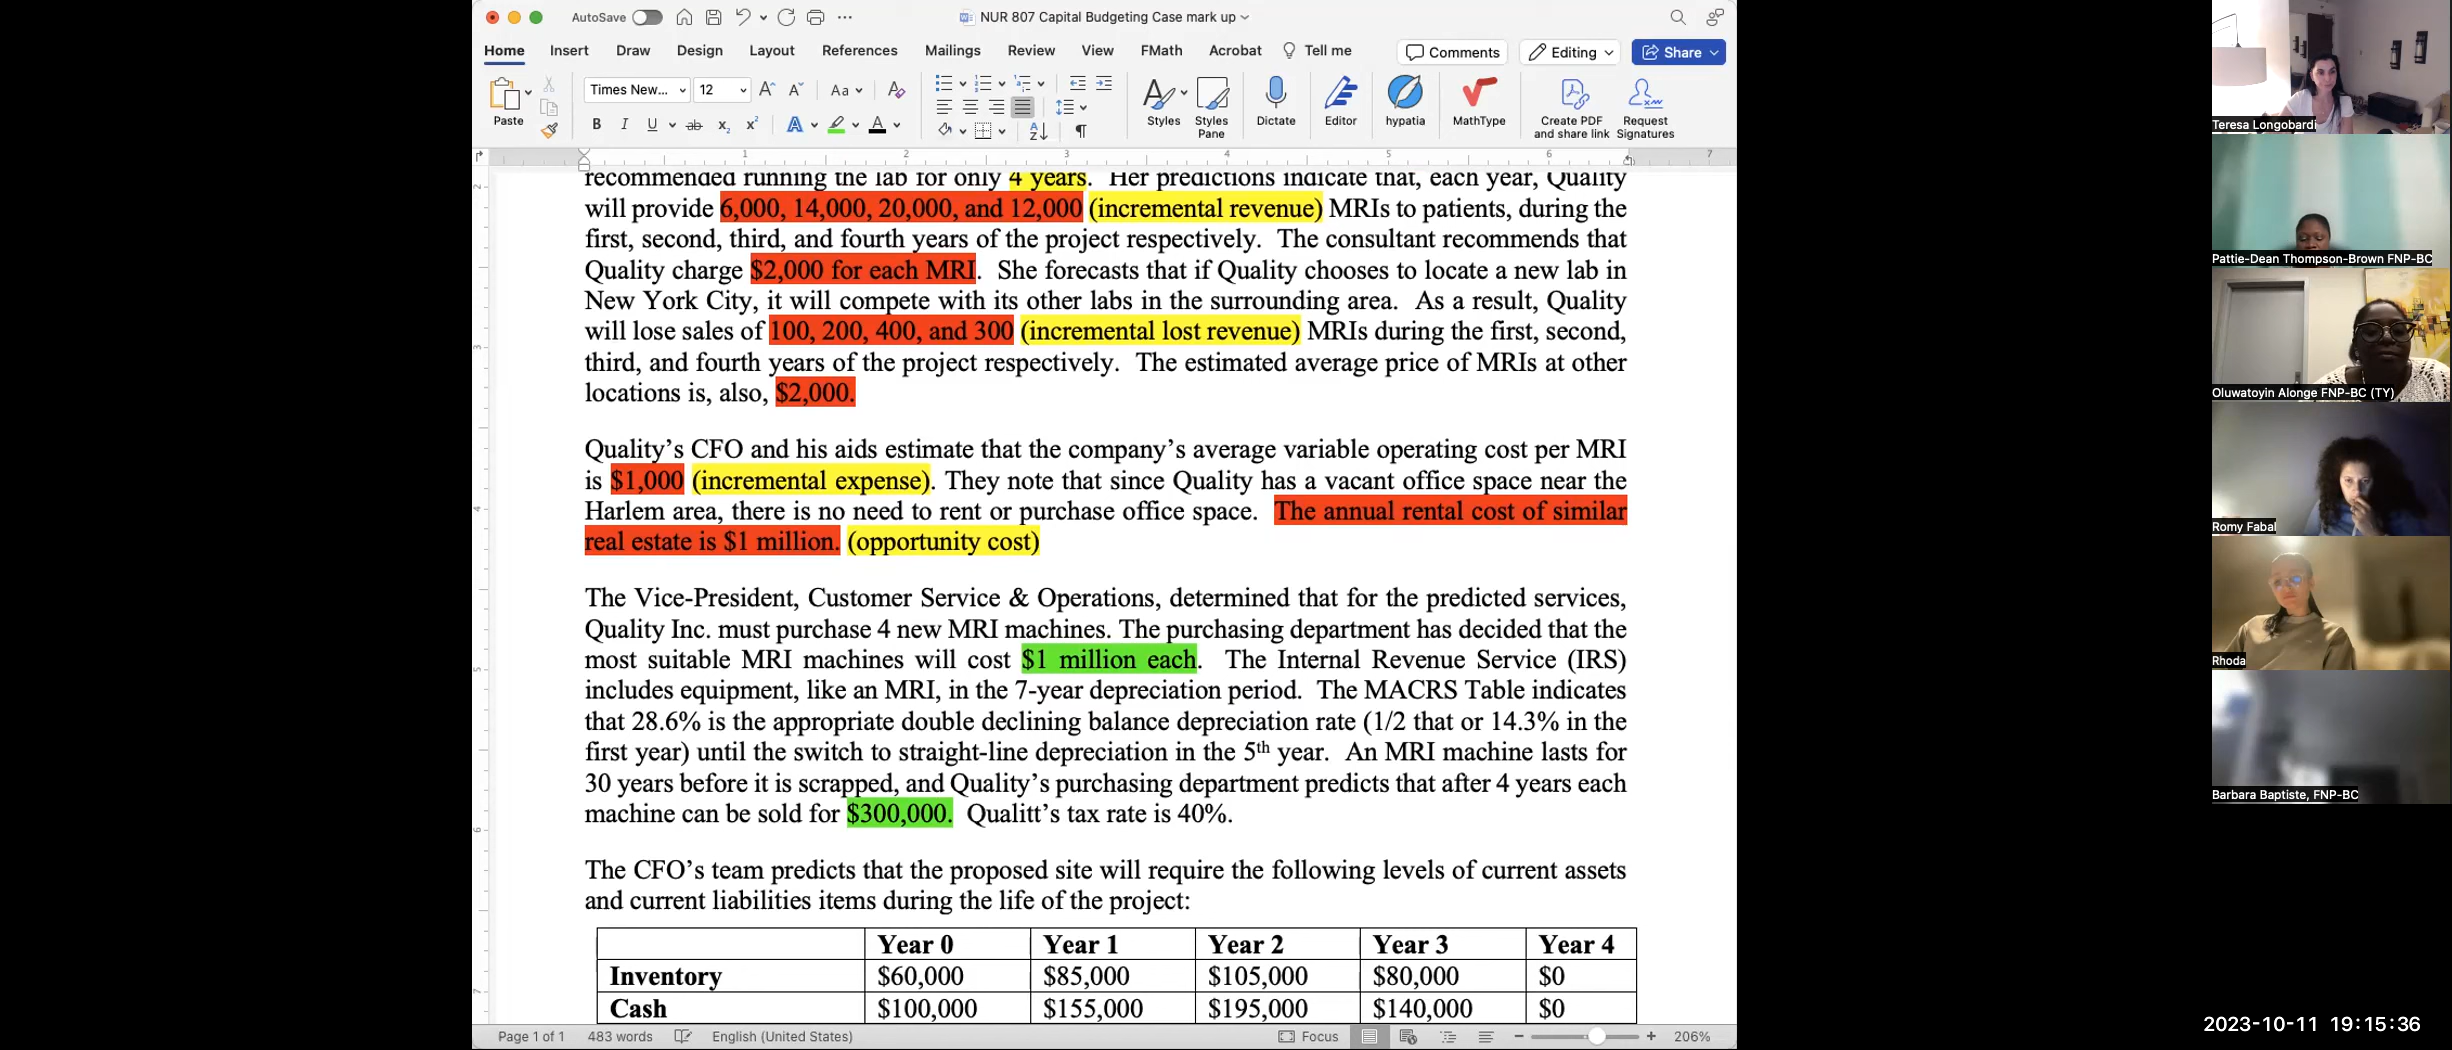 AutoSave
NUR 807 Capital Budgeting Case mark up
Home Insert Draw Design Layout References Mailings Review View FMath Acrobat Tell me
Comments Editing Share
Paste
Times New... 12 Aa
B I U ab x₂ x²
Styles Styles Pane Dictate Editor hypatia MathType Create PDF and share link Request Signatures
1 2 3 4 5 6 7
recommended running the lab for only 4 years. Her predictions indicate that, each year, Quality
will provide 6,000, 14,000, 20,000, and 12,000 (incremental revenue) MRIs to patients, during the
first, second, third, and fourth years of the project respectively. The consultant recommends that
Quality charge $2,000 for each MRI. She forecasts that if Quality chooses to locate a new lab in
New York City, it will compete with its other labs in the surrounding area. As a result, Quality
will lose sales of 100, 200, 400, and 300 (incremental lost revenue) MRIs during the first, second,
third, and fourth years of the project respectively. The estimated average price of MRIs at other
locations is, also, $2,000.
Quality’s CFO and his aids estimate that the company’s average variable operating cost per MRI
is $1,000 (incremental expense). They note that since Quality has a vacant office space near the
Harlem area, there is no need to rent or purchase office space. The annual rental cost of similar
real estate is $1 million. (opportunity cost)
The Vice-President, Customer Service & Operations, determined that for the predicted services,
Quality Inc. must purchase 4 new MRI machines. The purchasing department has decided that the
most suitable MRI machines will cost $1 million each. The Internal Revenue Service (IRS)
includes equipment, like an MRI, in the 7-year depreciation period. The MACRS Table indicates
that 28.6% is the appropriate double declining balance depreciation rate (1/2 that or 14.3% in the
first year) until the switch to straight-line depreciation in the 5th year. An MRI machine lasts for
30 years before it is scrapped, and Quality’s purchasing department predicts that after 4 years each
machine can be sold for $300,000. Qualitt’s tax rate is 40%.
The CFO’s team predicts that the proposed site will require the following levels of current assets
and current liabilities items during the life of the project:
Year 0 Year 1 Year 2 Year 3 Year 4
Inventory $60,000 $85,000 $105,000 $80,000 $0
Cash $100,000 $155,000 $195,000 $140,000 $0
Page 1 of 1 483 words English (United States) Focus 206%
Teresa Longobardi
Pattie-Dean Thompson-Brown FNP-BC
Oluwatoyin Alonge FNP-BC (TY)
Romy Fabal
Rhoda
Barbara Baptiste, FNP-BC
2023-10-11 19:15:36